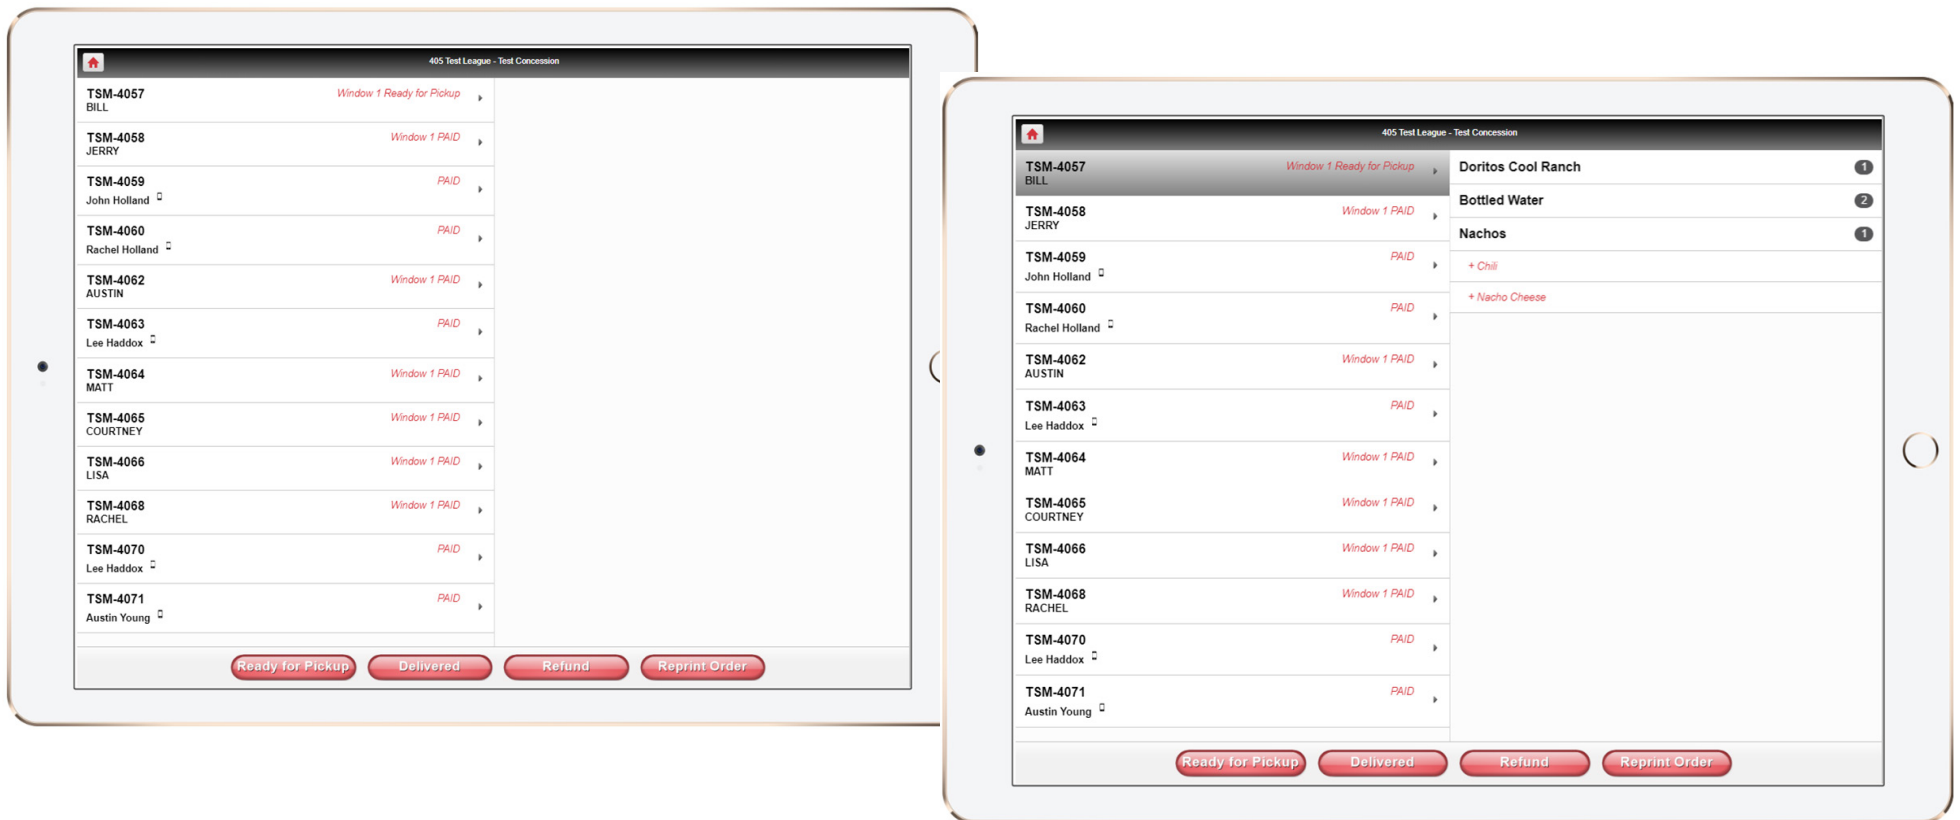 405 Test League - Test Concession
TSM-4057 Window 1 Ready for Pickup
BILL
TSM-4058 Window 1 PAID
JERRY
TSM-4059 PAID
John Holland
TSM-4060 PAID
Rachel Holland
TSM-4062 Window 1 PAID
AUSTIN
TSM-4063 PAID
Lee Haddox
TSM-4064 Window 1 PAID
MATT
TSM-4065 Window 1 PAID
COURTNEY
TSM-4066 Window 1 PAID
LISA
TSM-4068 Window 1 PAID
RACHEL
TSM-4070 PAID
Lee Haddox
TSM-4071 PAID
Austin Young
Ready for Pickup Delivered Refund Reprint Order
405 Test League - Test Concession
TSM-4057 Window 1 Ready for Pickup
BILL
TSM-4058 Window 1 PAID
JERRY
TSM-4059 PAID
John Holland
TSM-4060 PAID
Rachel Holland
TSM-4062 Window 1 PAID
AUSTIN
TSM-4063 PAID
Lee Haddox
TSM-4064 Window 1 PAID
MATT
TSM-4065 Window 1 PAID
COURTNEY
TSM-4066 Window 1 PAID
LISA
TSM-4068 Window 1 PAID
RACHEL
TSM-4070 PAID
Lee Haddox
TSM-4071 PAID
Austin Young
Doritos Cool Ranch 1
Bottled Water 2
Nachos 1
+ Chili
+ Nacho Cheese
Ready for Pickup Delivered Refund Reprint Order